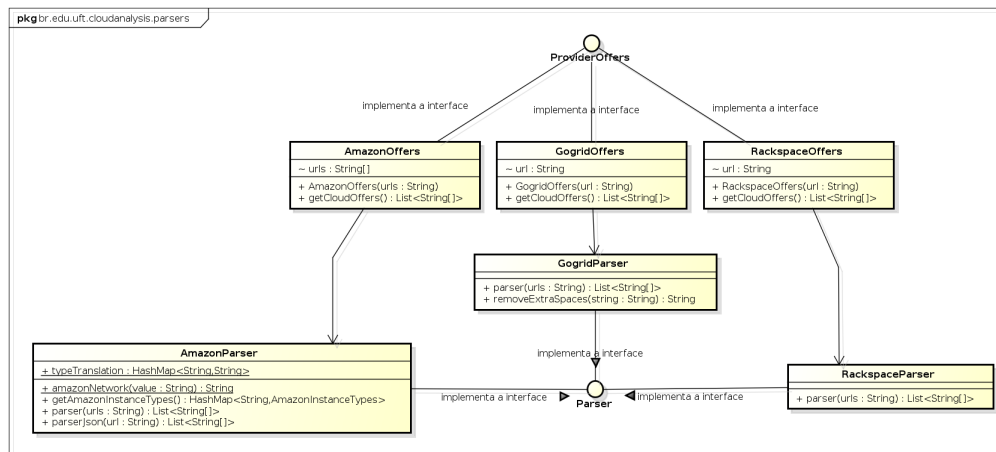 pkg br.edu.uft.cloudanalysis.parsers
ProviderOffers
implementa a interface
implementa a interface
implementa a interface
AmazonOffers
~ urls : String[]
+ AmazonOffers(urls : String)
+ getCloudOffers() : List<String[]>
GogridOffers
~ url : String
+ GogridOffers(url : String)
+ getCloudOffers() : List<String[]>
RackspaceOffers
~ url : String
+ RackspaceOffers(url : String)
+ getCloudOffers() : List<String[]>
GogridParser
+ parser(urls : String) : List<String[]>
+ removeExtraSpaces(string : String) : String
implementa a interface
AmazonParser
+ typeTranslation : HashMap<String,String>
+ amazonNetwork(value : String) : String
+ getAmazonInstanceTypes() : HashMap<String,AmazonInstanceTypes>
+ parser(urls : String) : List<String[]>
+ parserJson(url : String) : List<String[]>
implementa a interface
Parser
implementa a interface
RackspaceParser
+ parser(urls : String) : List<String[]>